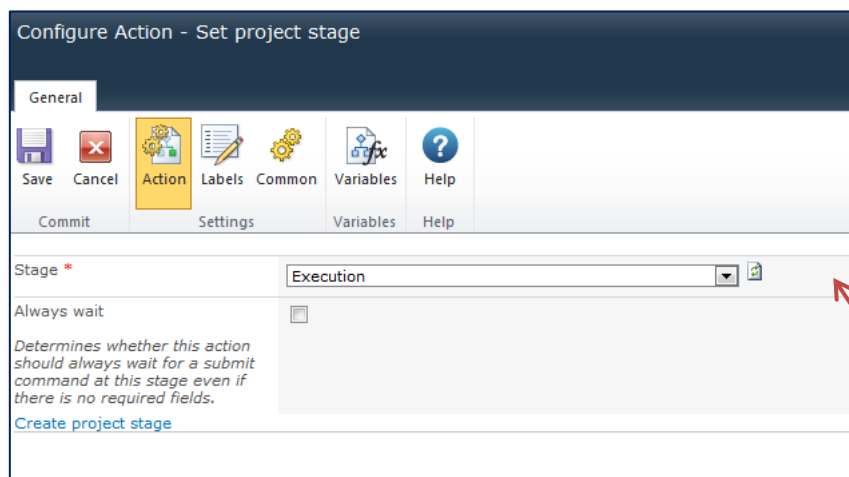 Configure Action - Set project stage
General
Save Cancel Action Labels Common Variables Help
Commit Settings Variables Help
Stage *
Execution
Always wait
Determines whether this action
should always wait for a submit
command at this stage even if
there is no required fields.
Create project stage